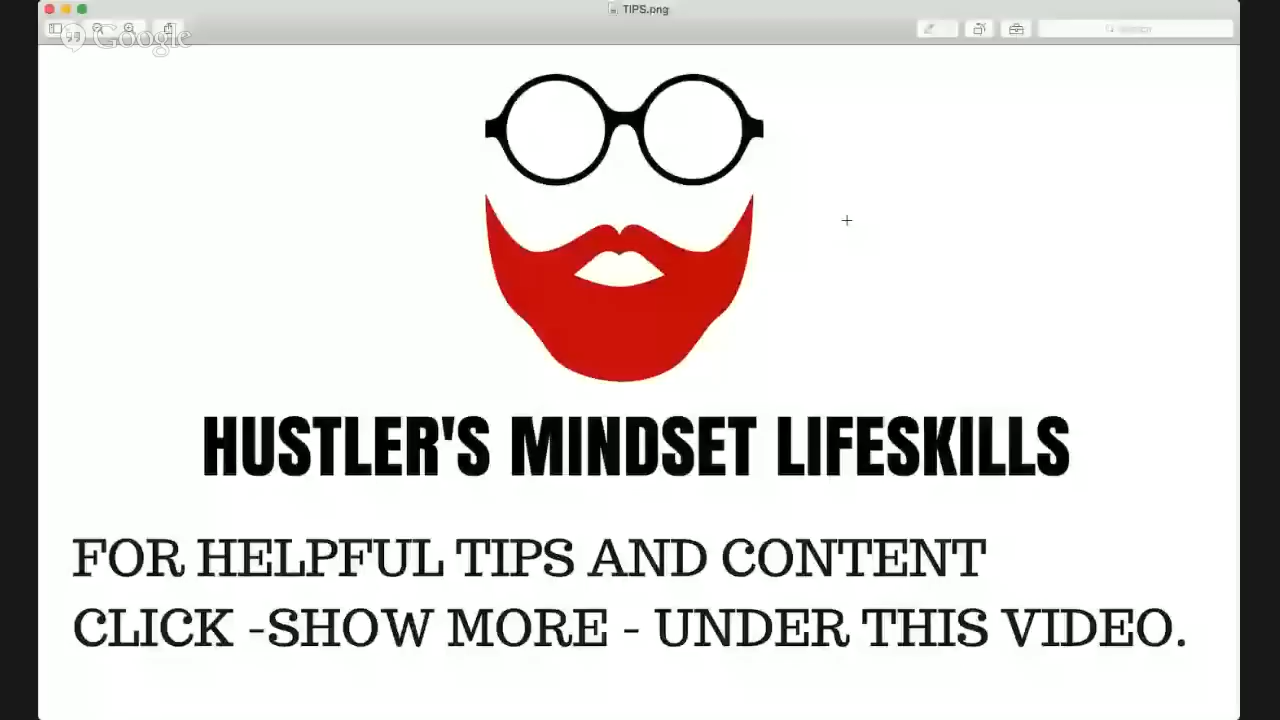 TIPS.png
Google
HUSTLER'S MINDSET LIFESKILLS
FOR HELPFUL TIPS AND CONTENT
CLICK -SHOW MORE - UNDER THIS VIDEO.